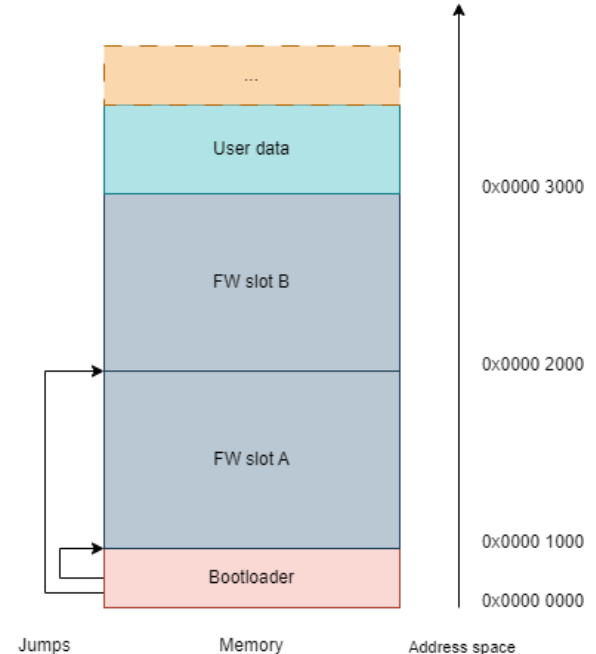 ...
User data
0x0000 3000
FW slot B
0x0000 2000
FW slot A
0x0000 1000
Bootloader
0x0000 0000
Jumps
Memory
Address space